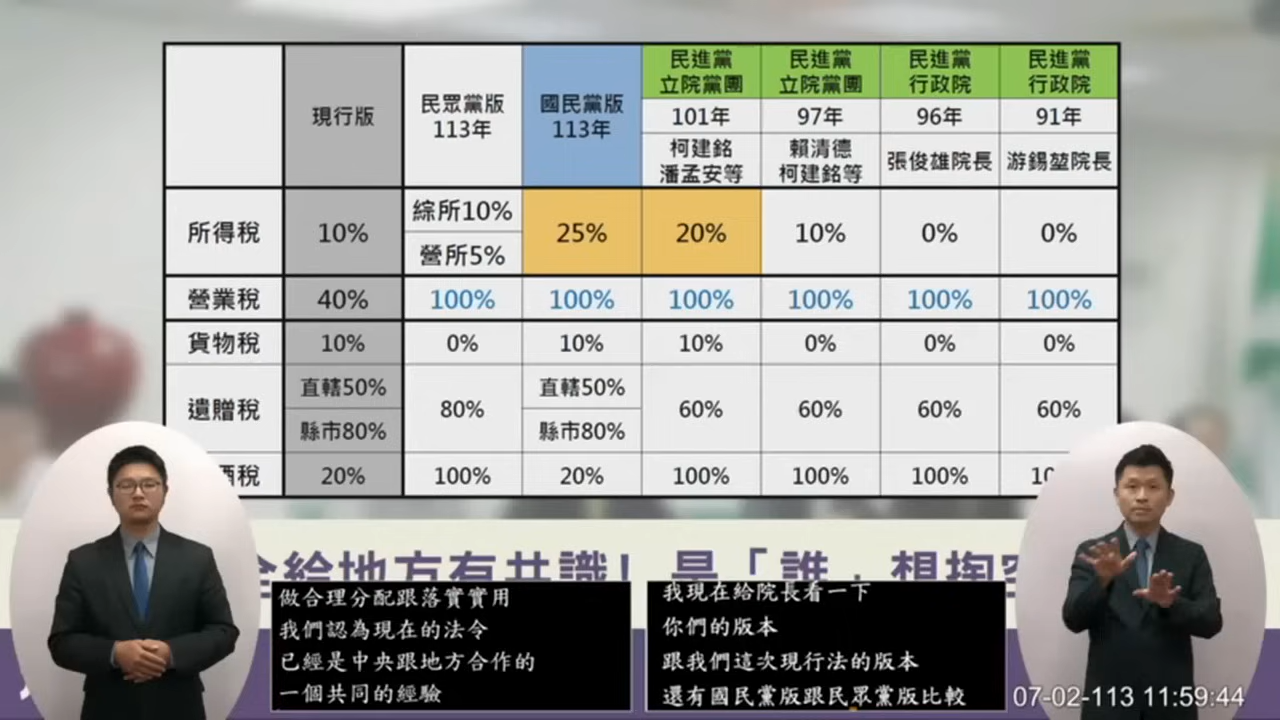 現行版 民眾黨版 113年 國民黨版 113年 民進黨 立院黨團 民進黨 立院黨團 民進黨 行政院 民進黨 行政院
101年 97年 96年 91年
柯建銘 潘孟安等 賴清德 柯建銘等 張俊雄院長 游錫堃院長
所得稅 10% 綜所10% 營所5% 25% 20% 10% 0% 0%
營業稅 40% 100% 100% 100% 100% 100% 100%
貨物稅 10% 0% 10% 10% 0% 0% 0%
遺贈稅 直轄50% 縣市80% 80% 直轄50% 縣市80% 60% 60% 60% 60%
酒稅 20% 100% 20% 100% 100% 100%
給地方有共識! 是「誰」想掏
做合理分配跟落實實用
我們認為現在的法令
已經是中央跟地方合作的
一個共同的經驗
我現在給院長看一下
你們的版本
跟我們這次現行法的版本
還有國民黨版跟民眾黨版比較
07-02-113 11:59:44